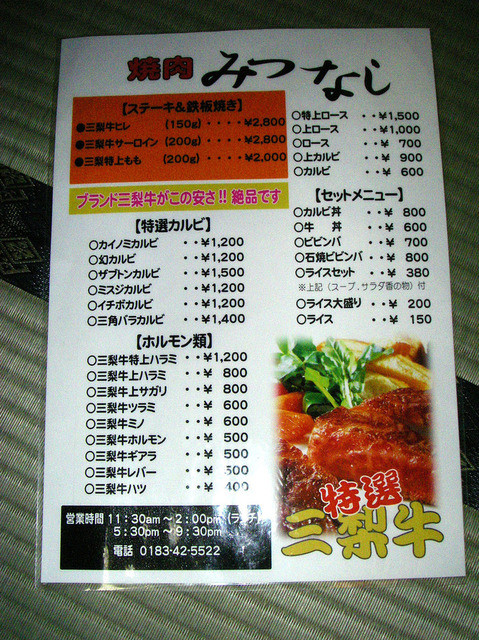 焼肉 みつなし
【ステーキ&鉄板焼き】
●三梨牛ヒレ (150g)・・・・¥2,800
●三梨牛サーロイン (200g)・・・・¥2,800
●三梨特上もも (200g)・・・・¥2,000
ブランド三梨牛がこの安さ!! 絶品です
【特選カルビ】
○カイノミカルビ ・・¥1,200
○幻カルビ ・・¥1,200
○ザブトンカルビ ・・¥1,500
○ミスジカルビ ・・¥1,200
○イチボカルビ ・・¥1,200
○三角バラカルビ ・・¥1,400
【ホルモン類】
○三梨牛特上ハラミ ・・¥1,200
○三梨牛上ハラミ ・・¥ 800
○三梨牛上サガリ ・・¥ 800
○三梨牛ツラミ ・・¥ 600
○三梨牛ミノ ・・¥ 600
○三梨牛ホルモン ・・¥ 500
○三梨牛ギアラ ・・¥ 500
○三梨牛レバー ・・¥ 500
○三梨牛ハツ ・・¥ 400
○特上ロース ・・¥1,500
○上ロース ・・¥1,000
○ロース ・・¥ 700
○上カルビ ・・¥ 900
○カルビ ・・¥ 600
【セットメニュー】
○カルビ丼 ・・¥ 800
○牛 丼 ・・¥ 600
○ビビンバ ・・¥ 700
○石焼ビビンバ ・・¥ 800
○ライスセット ・・¥ 380
※上記（スープ,サラダ香の物）付
○ライス大盛り ・・¥ 200
○ライス ・・¥ 150
特選
三梨牛
営業時間 11:30am～2:00pm (ランチ)
5:30pm～9:30pm
電話 0183-42-5522